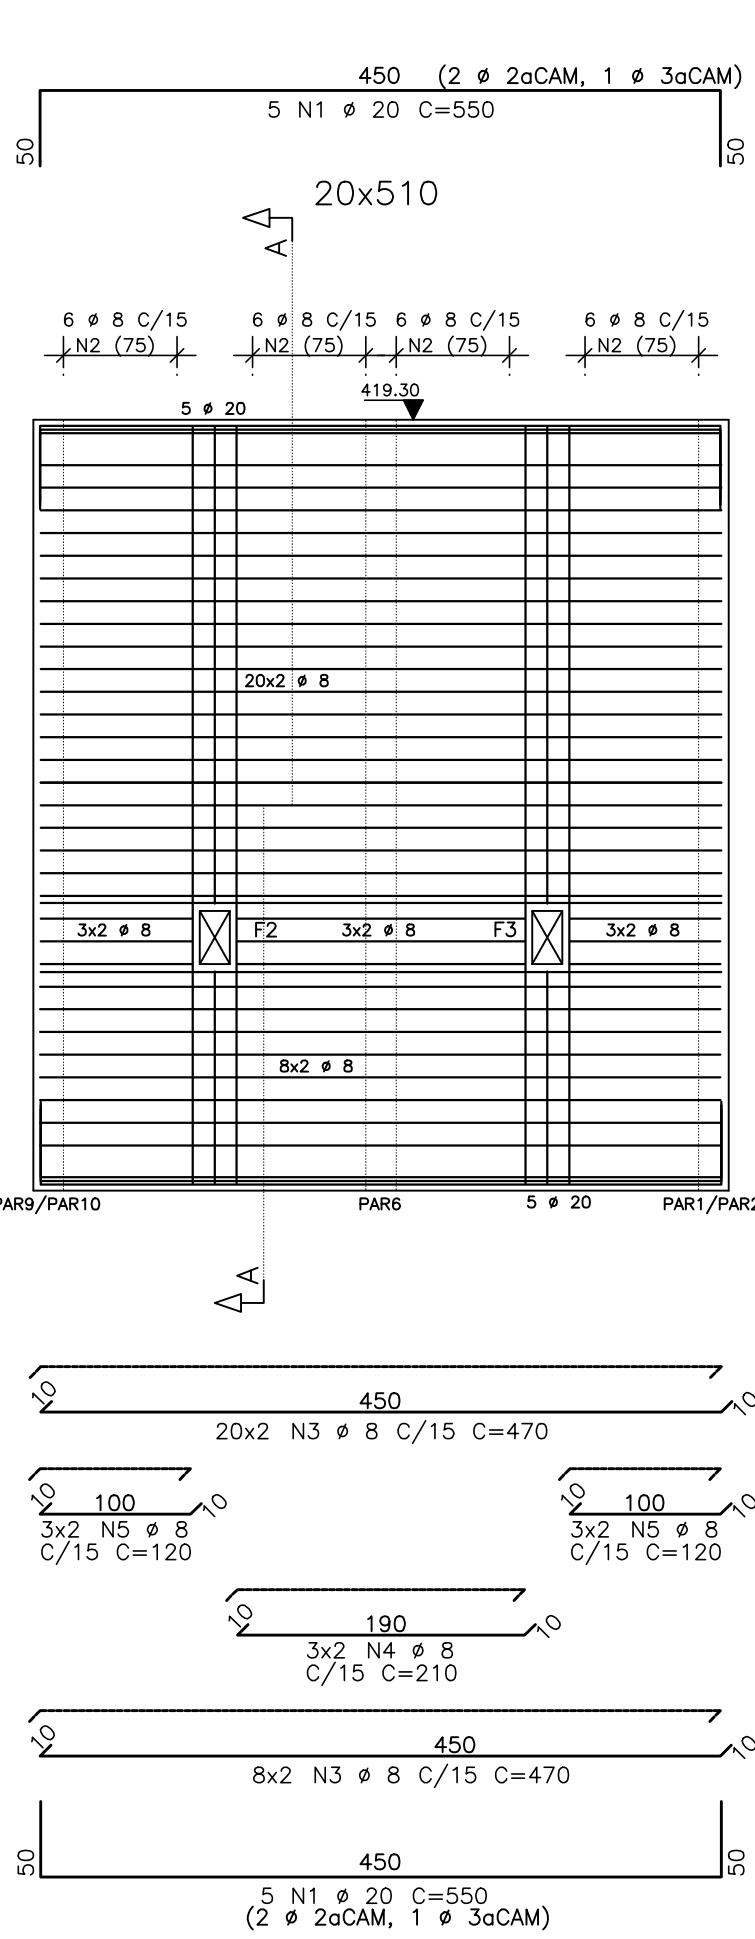 450 (2 ø 2aCAM, 1 ø 3aCAM)
5 N1 ø 20 C=550
50
50
20x510
A
6 ø 8 C/15
N2 (75)
6 ø 8 C/15
N2 (75)
6 ø 8 C/15
N2 (75)
6 ø 8 C/15
N2 (75)
419.30
5 ø 20
20x2 ø 8
3x2 ø 8
F2
3x2 ø 8
F3
3x2 ø 8
8x2 ø 8
PAR9/PAR10
PAR6
5 ø 20
PAR1/PAR2
A
10
450
10
20x2 N3 ø 8 C/15 C=470
10
100
10
3x2 N5 ø 8
C/15 C=120
10
100
10
3x2 N5 ø 8
C/15 C=120
10
190
10
3x2 N4 ø 8
C/15 C=210
10
450
10
8x2 N3 ø 8 C/15 C=470
50
450
50
5 N1 ø 20 C=550
(2 ø 2aCAM, 1 ø 3aCAM)